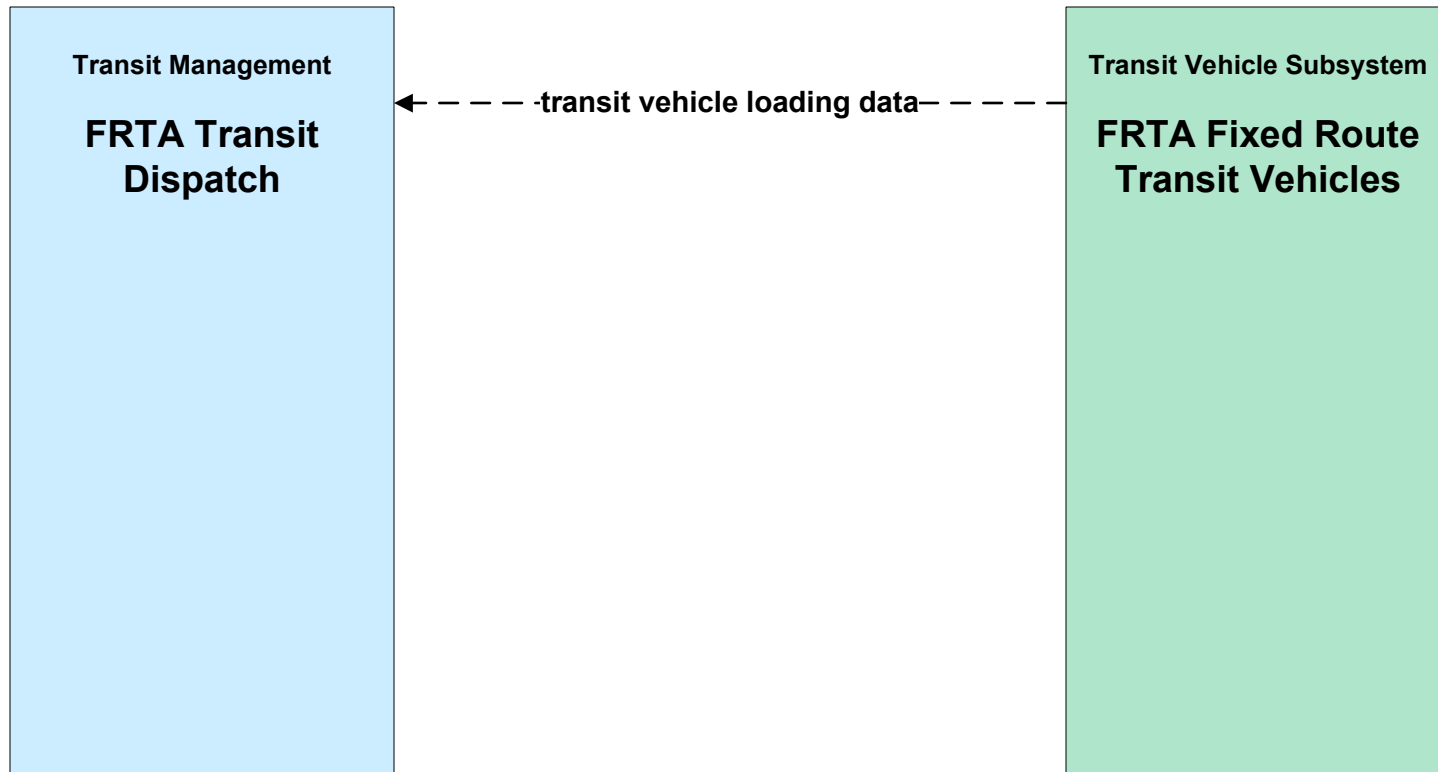 Transit Management
FRTA Transit
Dispatch
transit vehicle loading data
Transit Vehicle Subsystem
FRTA Fixed Route
Transit Vehicles